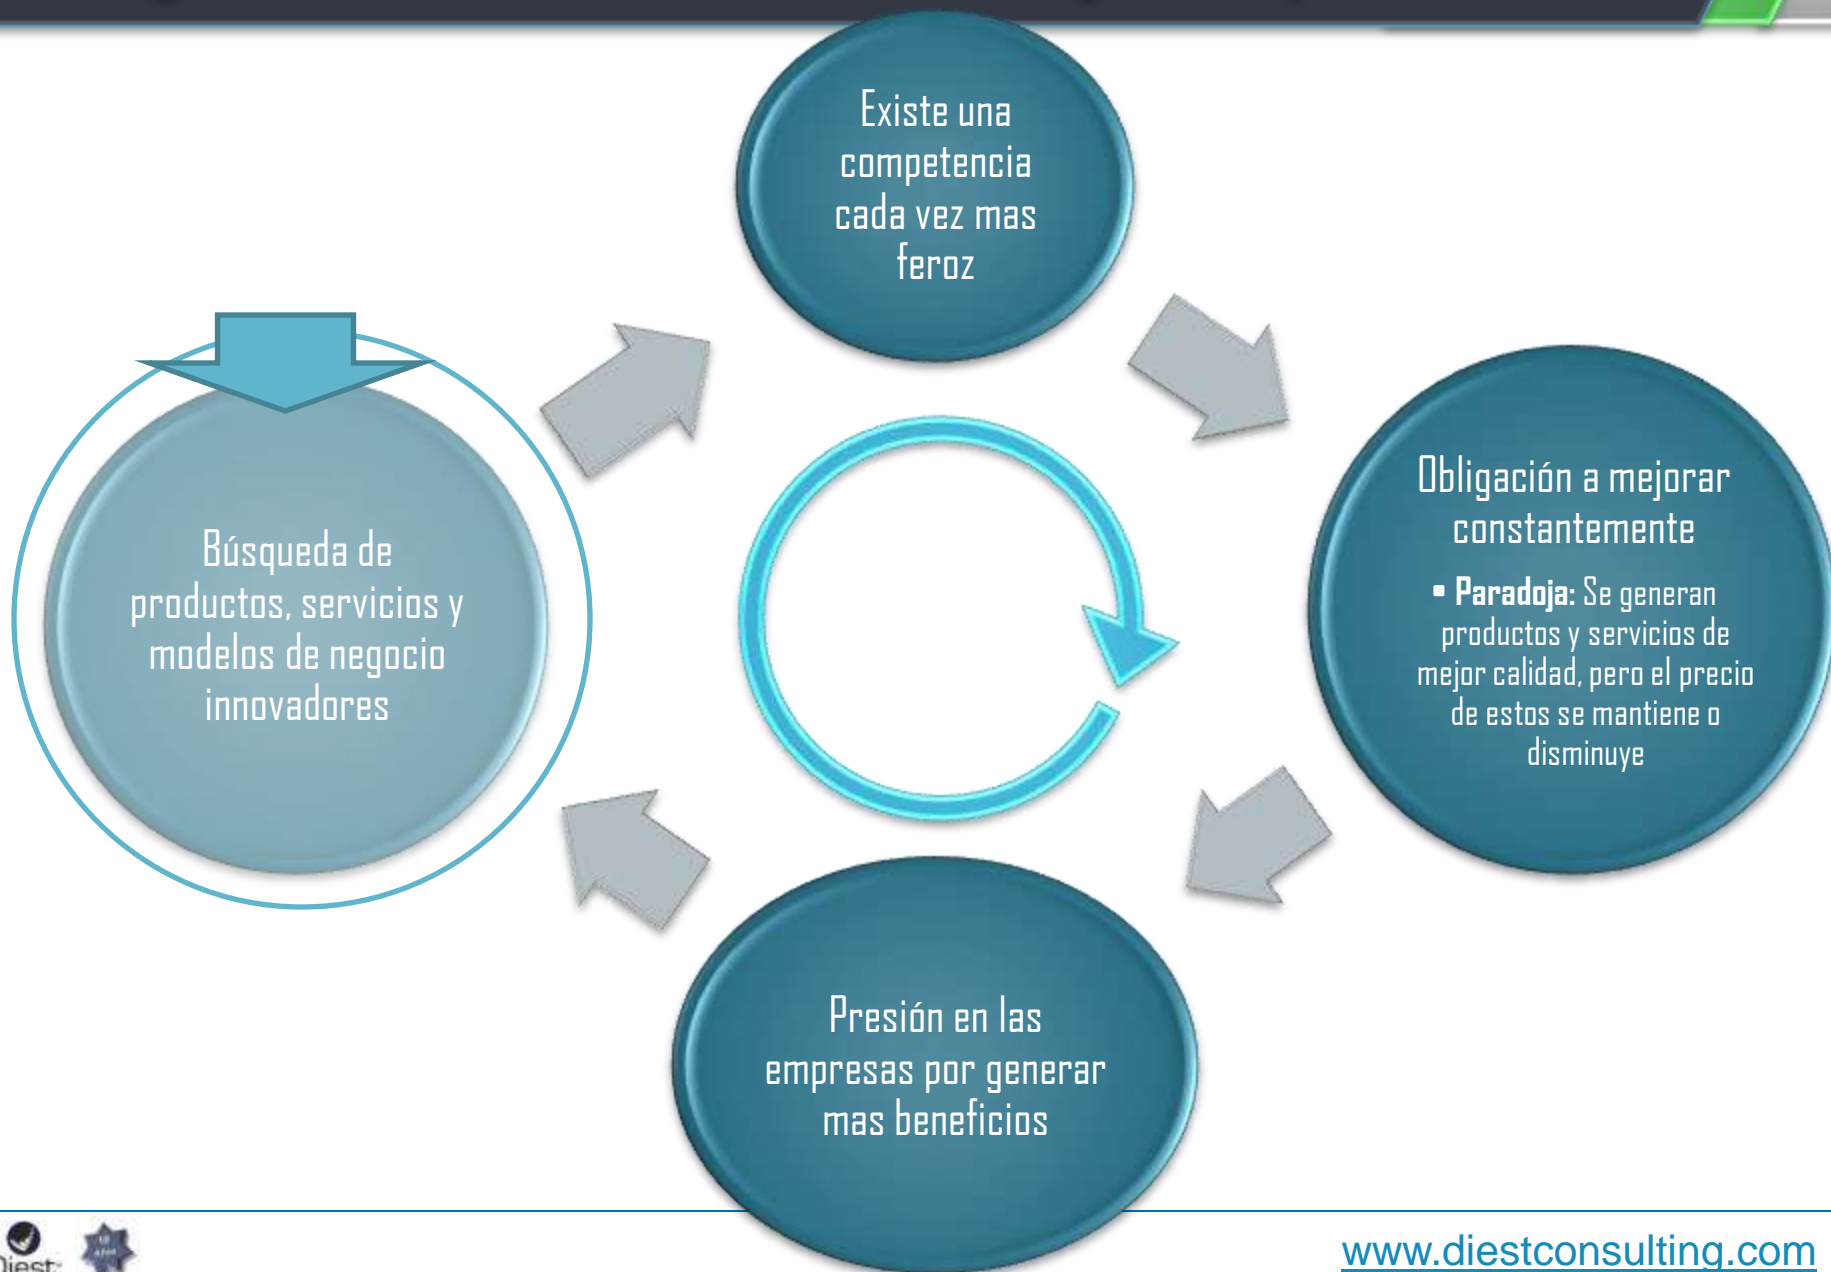 Existe una
competencia
cada vez mas
feroz
Obligación a mejorar
constantemente
▪ Paradoja: Se generan
productos y servicios de
mejor calidad, pero el precio
de estos se mantiene o
disminuye
Presión en las
empresas por generar
mas beneficios
Búsqueda de
productos, servicios y
modelos de negocio
innovadores
Diest
www.diestconsulting.com